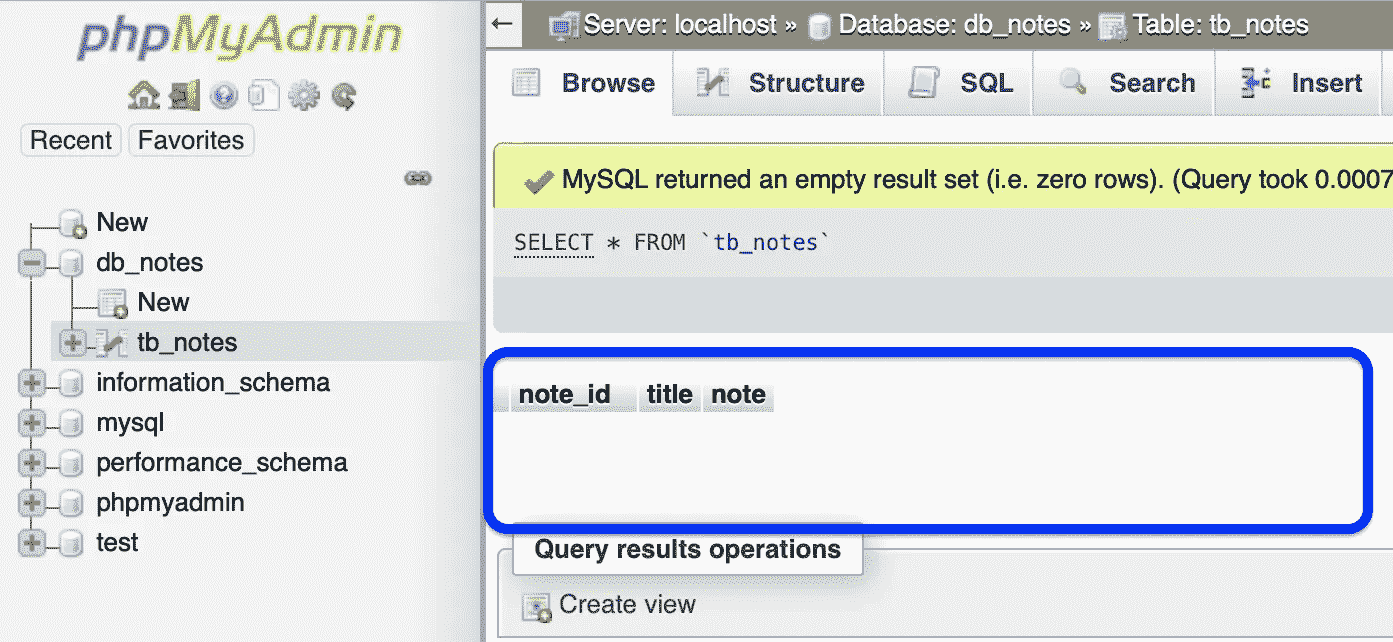 phpMyAdmin
Recent Favorites
New
db_notes
New
tb_notes
information_schema
mysql
performance_schema
phpmyadmin
test
Server: localhost » Database: db_notes » Table: tb_notes
Browse Structure SQL Search Insert
MySQL returned an empty result set (i.e. zero rows). (Query took 0.0007
SELECT * FROM `tb_notes`
note_id title note
Query results operations
Create view